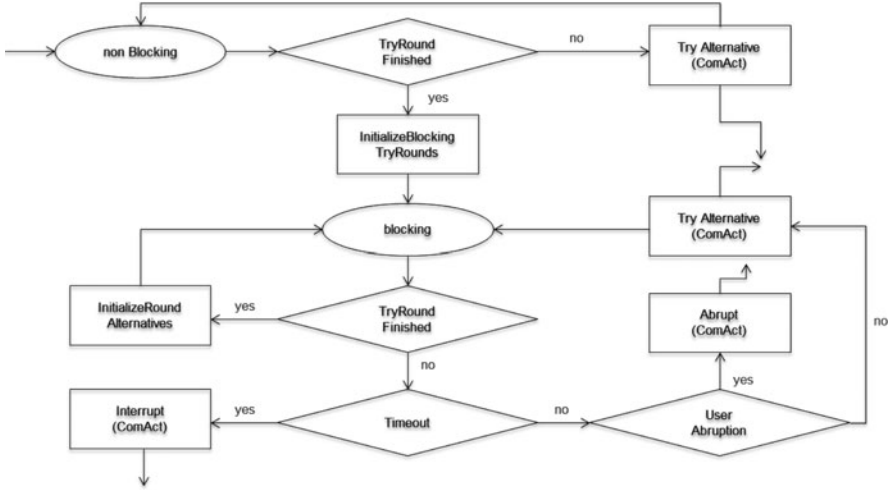 non Blocking
TryRound
Finished
no
Try Alternative
(ComAct)
yes
InitializeBlocking
TryRounds
blocking
Try Alternative
(ComAct)
InitializeRound
Alternatives
yes
TryRound
Finished
Abrupt
(ComAct)
no
no
yes
Interrupt
(ComAct)
yes
Timeout
no
User
Abruption